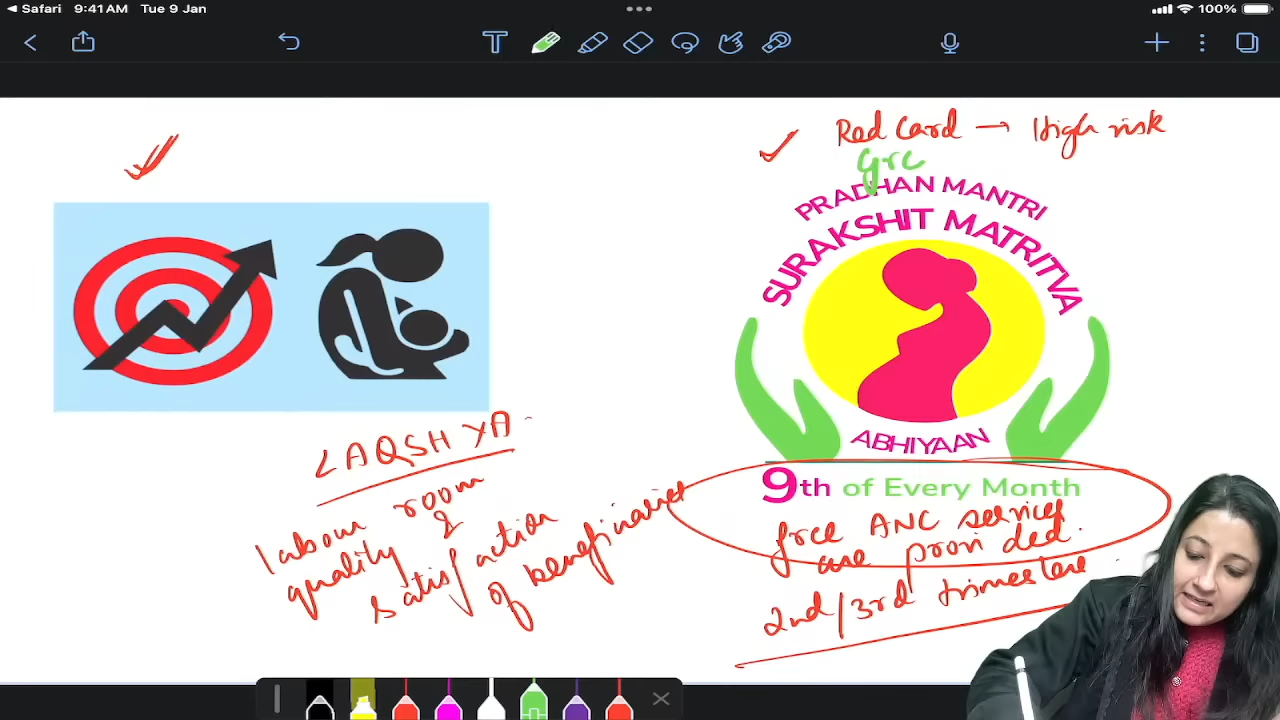 Safari 9:41 AM Tue 9 Jan
100%
Red Card → High risk
Grc
PRADHAN MANTRI
SURAKSHIT MATRITVA
ABHIYAAN
9th of Every Month
free ANC services
are provided.
2nd/3rd trimester
LAQSHYA
labour room
quality &
satisfaction
of beneficiaries